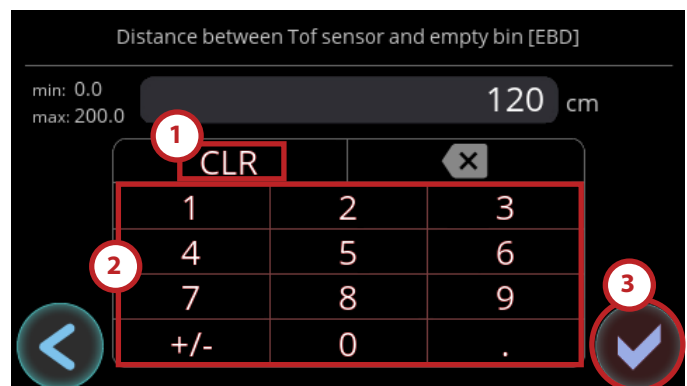 Distance between Tof sensor and empty bin [EBD]
min: 0.0
max: 200.0
120 cm
1
CLR
2
1 2 3
4 5 6
7 8 9
+/- 0 .
3